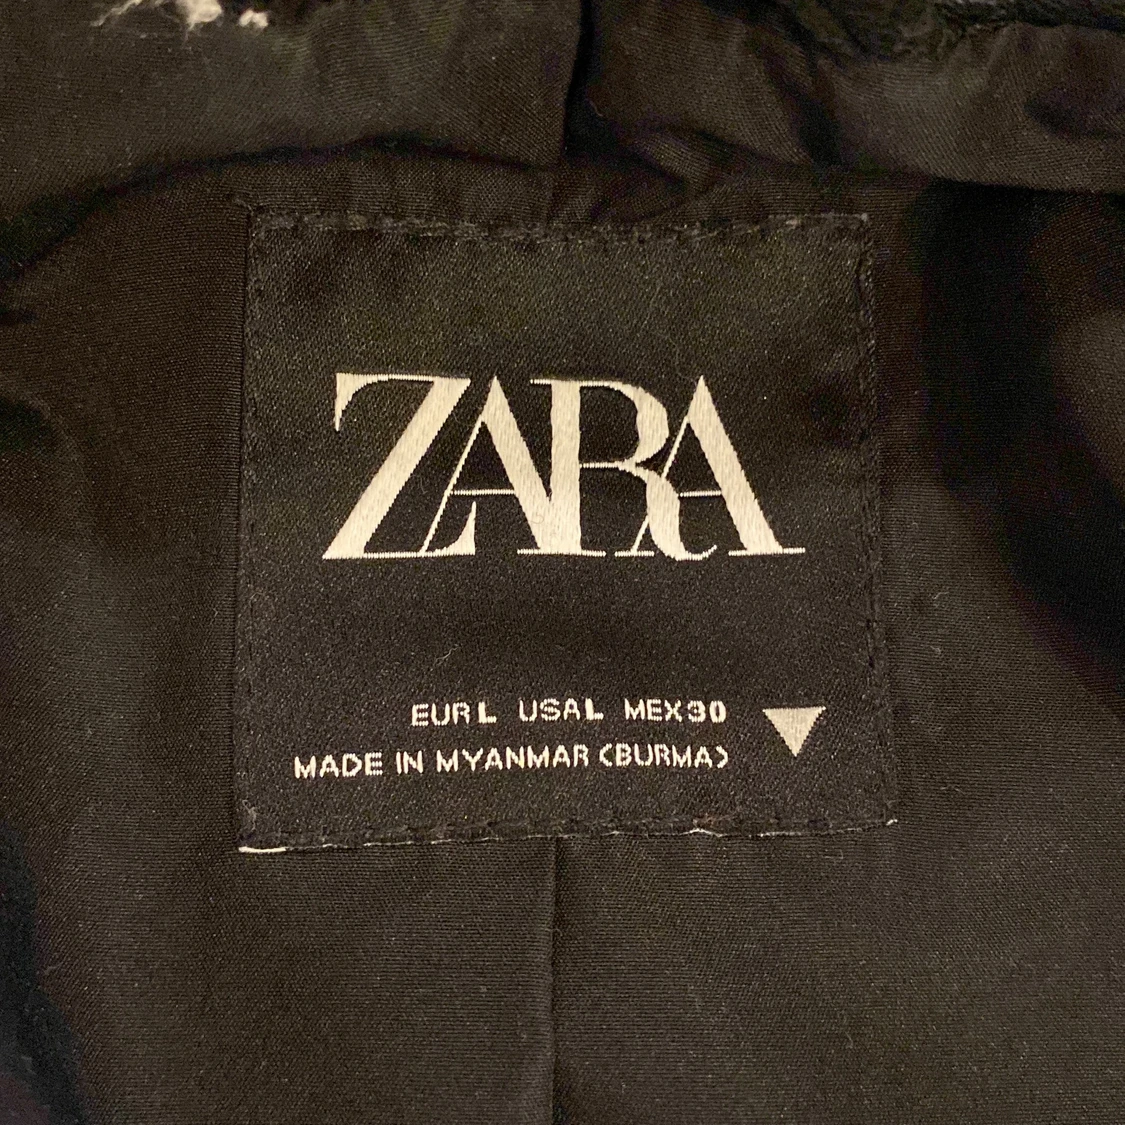 ZARA
EUR L USA L MEX 30
MADE IN MYANMAR (BURMA)